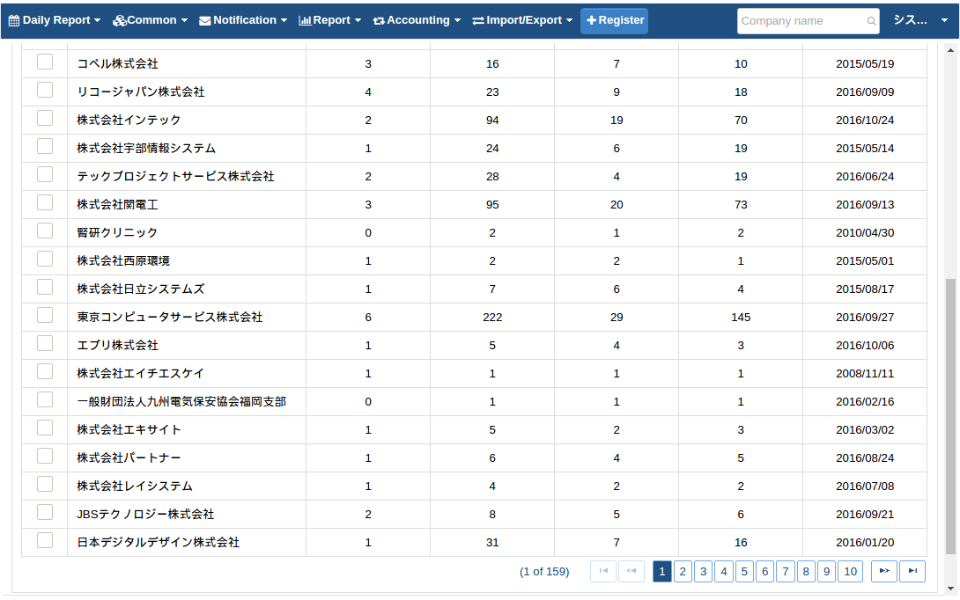 Daily Report Common Notification Report Accounting Import/Export + Register Company name シス...
コベル株式会社 3 16 7 10 2015/05/19
リコージャパン株式会社 4 23 9 18 2016/09/09
株式会社インテック 2 94 19 70 2016/10/24
株式会社宇部情報システム 1 24 6 19 2015/05/14
テックプロジェクトサービス株式会社 2 28 4 19 2016/06/24
株式会社関電工 3 95 20 73 2016/09/13
腎研クリニック 0 2 1 2 2010/04/30
株式会社西原環境 1 2 2 1 2015/05/01
株式会社日立システムズ 1 7 6 4 2015/08/17
東京コンピュータサービス株式会社 6 222 29 145 2016/09/27
エプリ株式会社 1 5 4 3 2016/10/06
株式会社エイチエスケイ 1 1 1 1 2008/11/11
一般財団法人九州電気保安協会福岡支部 0 1 1 1 2016/02/16
株式会社エキサイト 1 5 2 3 2016/03/02
株式会社パートナー 1 6 4 5 2016/08/24
株式会社レイシステム 1 4 2 2 2016/07/08
JBSテクノロジー株式会社 2 8 5 6 2016/09/21
日本デジタルデザイン株式会社 1 31 7 16 2016/01/20
(1 of 159) 1 2 3 4 5 6 7 8 9 10